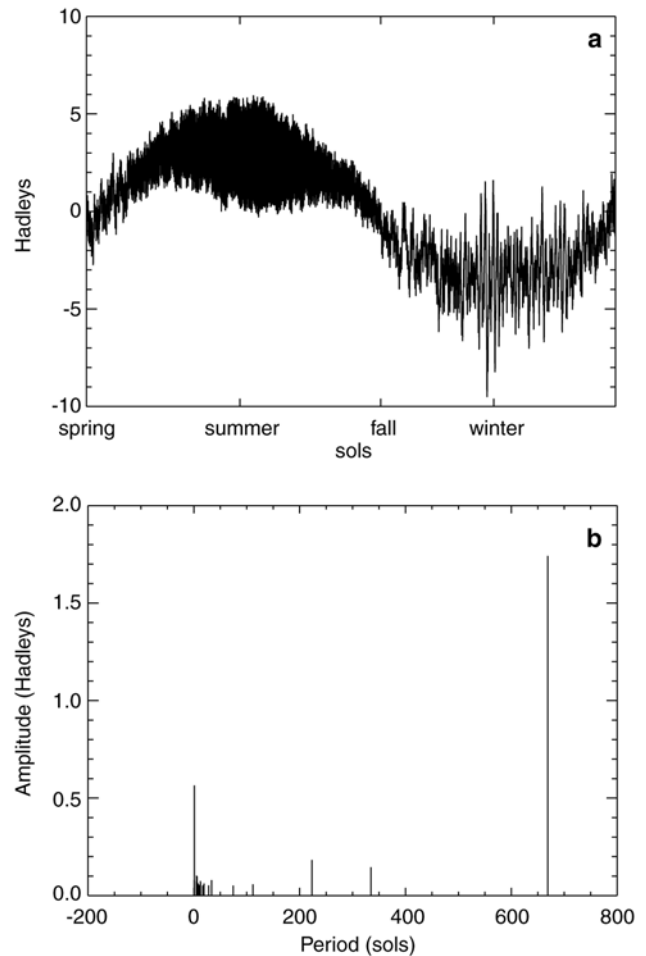 a
10
5
0
-5
-10
Hadleys
spring summer fall winter
sols
b
2.0
1.5
1.0
0.5
0.0
Amplitude (Hadleys)
-200 0 200 400 600 800
Period (sols)